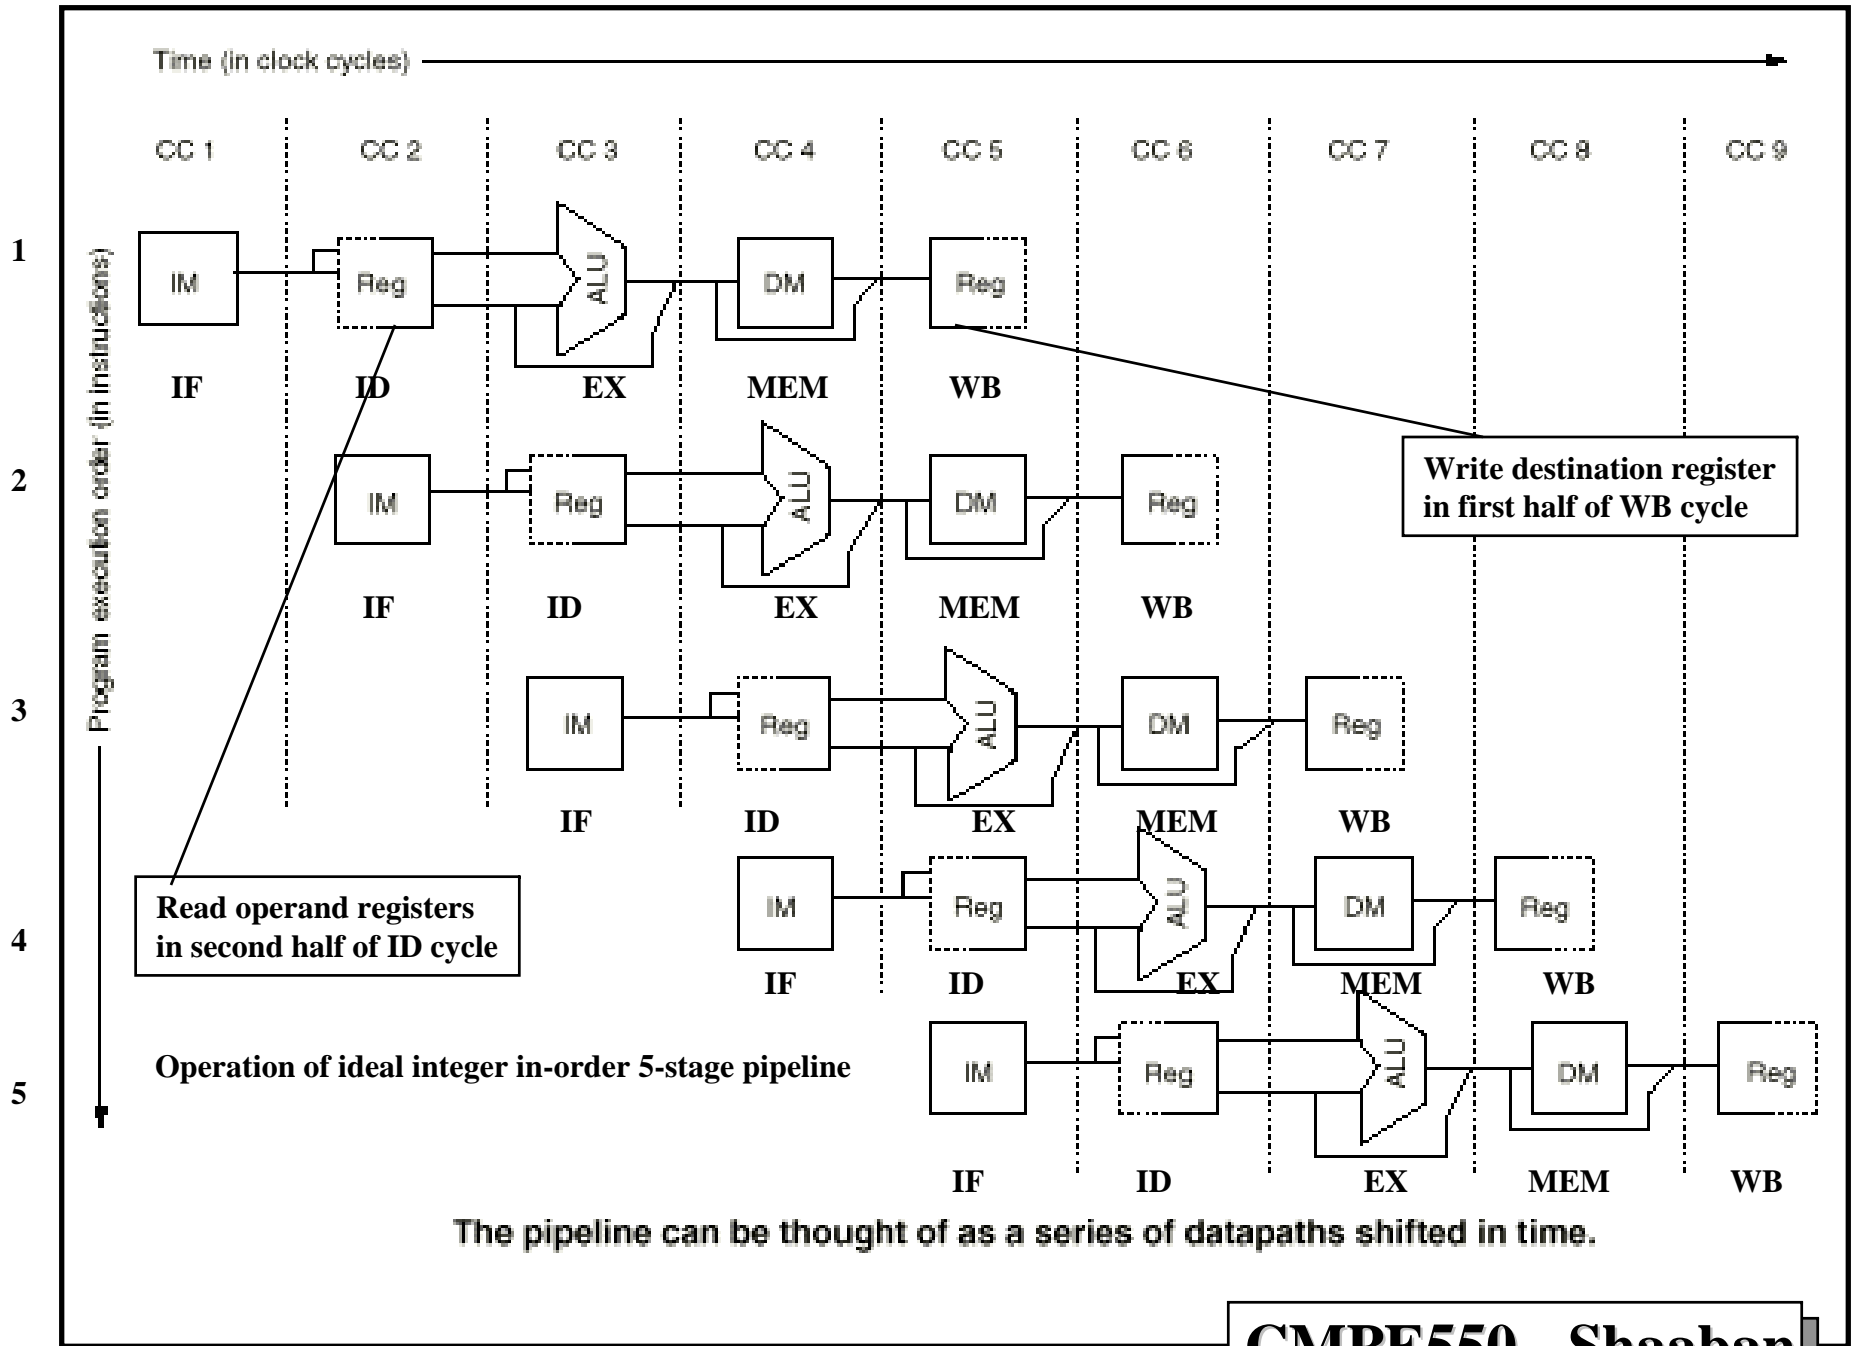 Time (in clock cycles)
CC 1 CC 2 CC 3 CC 4 CC 5 CC 6 CC 7 CC 8 CC 9
Program execution order (in instructions)
1
IM Reg ALU DM Reg
IF ID EX MEM WB
2
IM Reg ALU DM Reg
IF ID EX MEM WB
Write destination register
in first half of WB cycle
3
IM Reg ALU DM Reg
IF ID EX MEM WB
Read operand registers
in second half of ID cycle
4
IM Reg ALU DM Reg
IF ID EX MEM WB
Operation of ideal integer in-order 5-stage pipeline
5
IM Reg ALU DM Reg
IF ID EX MEM WB
The pipeline can be thought of as a series of datapaths shifted in time.
CMPE550 - Shaaban